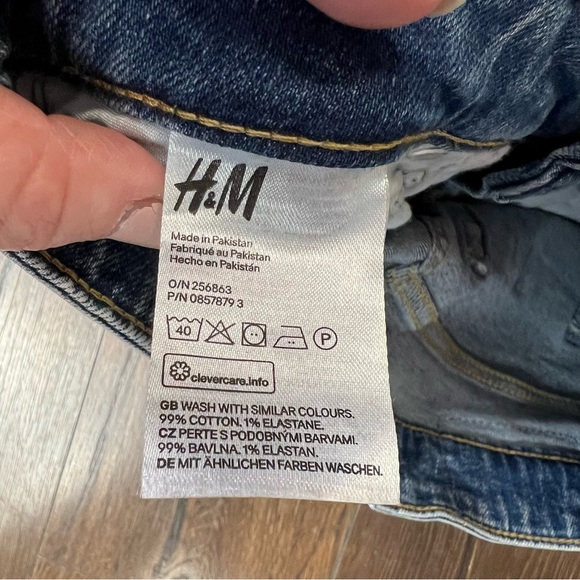 H&M
Made in Pakistan
Fabriqué au Pakistan
Hecho en Pakistán
O/N 256863
P/N 0857879 3
40 P
clevercare.info
GB WASH WITH SIMILAR COLOURS.
99% COTTON. 1% ELASTANE.
CZ PERTE S PODOBNÝMI BARVAMI.
99% BAVLNA. 1% ELASTAN.
DE MIT ÄHNLICHEN FARBEN WASCHEN.